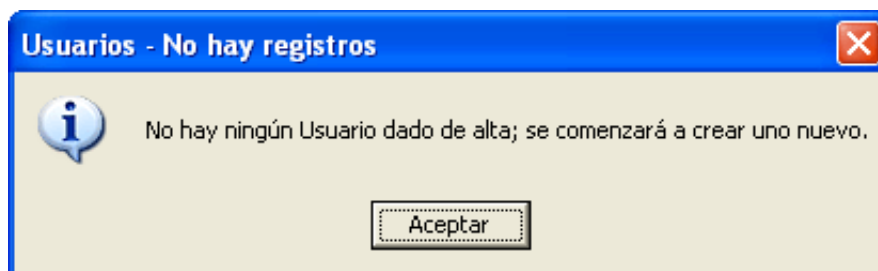 Usuarios - No hay registros
No hay ningún Usuario dado de alta; se comenzará a crear uno nuevo.
Aceptar